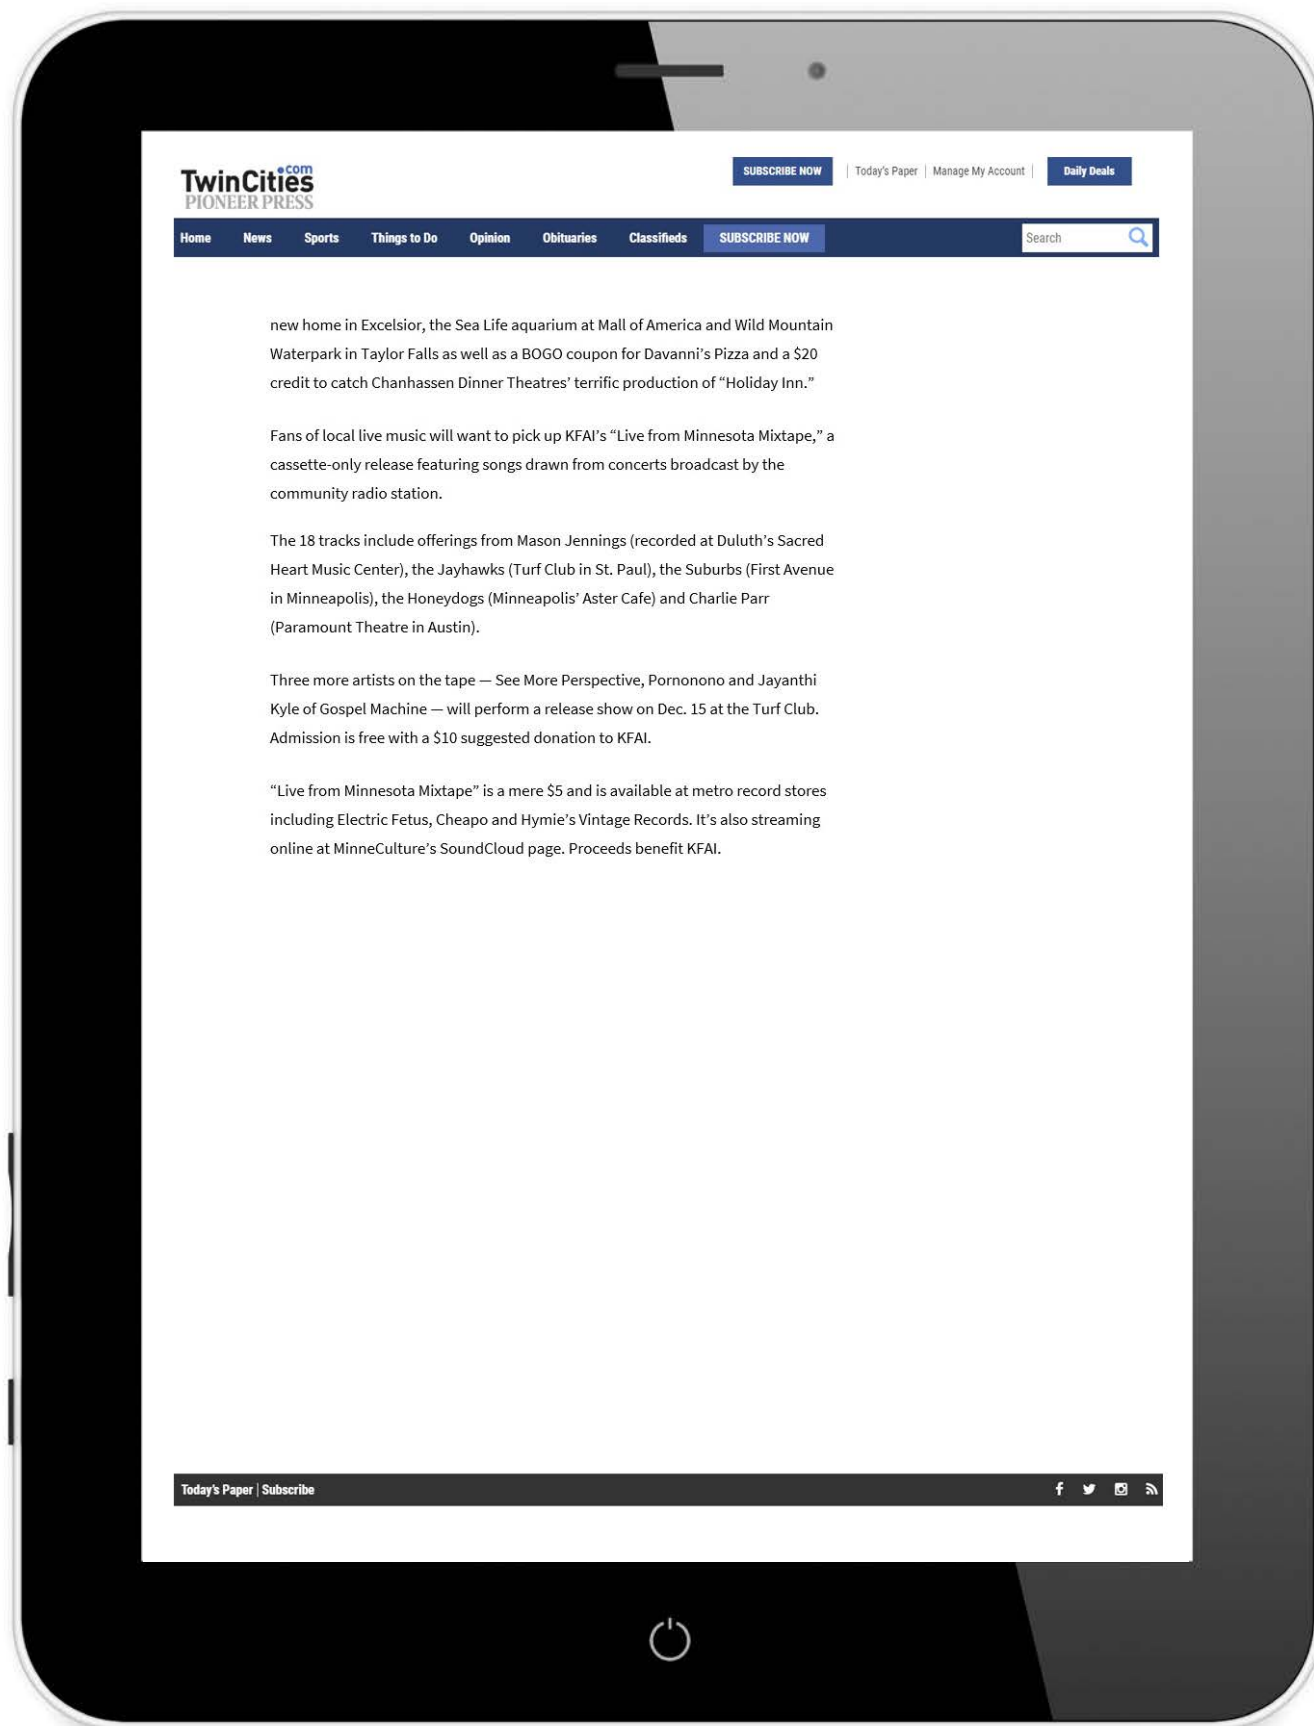 TwinCities.com
PIONEER PRESS
SUBSCRIBE NOW | Today's Paper | Manage My Account | Daily Deals
Home News Sports Things to Do Opinion Obituaries Classifieds SUBSCRIBE NOW Search
new home in Excelsior, the Sea Life aquarium at Mall of America and Wild Mountain
Waterpark in Taylor Falls as well as a BOGO coupon for Davanni’s Pizza and a $20
credit to catch Chanhassen Dinner Theatres’ terrific production of “Holiday Inn.”
Fans of local live music will want to pick up KFAI’s “Live from Minnesota Mixtape,” a
cassette-only release featuring songs drawn from concerts broadcast by the
community radio station.
The 18 tracks include offerings from Mason Jennings (recorded at Duluth’s Sacred
Heart Music Center), the Jayhawks (Turf Club in St. Paul), the Suburbs (First Avenue
in Minneapolis), the Honeydogs (Minneapolis’ Aster Cafe) and Charlie Parr
(Paramount Theatre in Austin).
Three more artists on the tape — See More Perspective, Pornonono and Jayanthi
Kyle of Gospel Machine — will perform a release show on Dec. 15 at the Turf Club.
Admission is free with a $10 suggested donation to KFAI.
“Live from Minnesota Mixtape” is a mere $5 and is available at metro record stores
including Electric Fetus, Cheapo and Hymie’s Vintage Records. It’s also streaming
online at MinneCulture’s SoundCloud page. Proceeds benefit KFAI.
Today's Paper | Subscribe